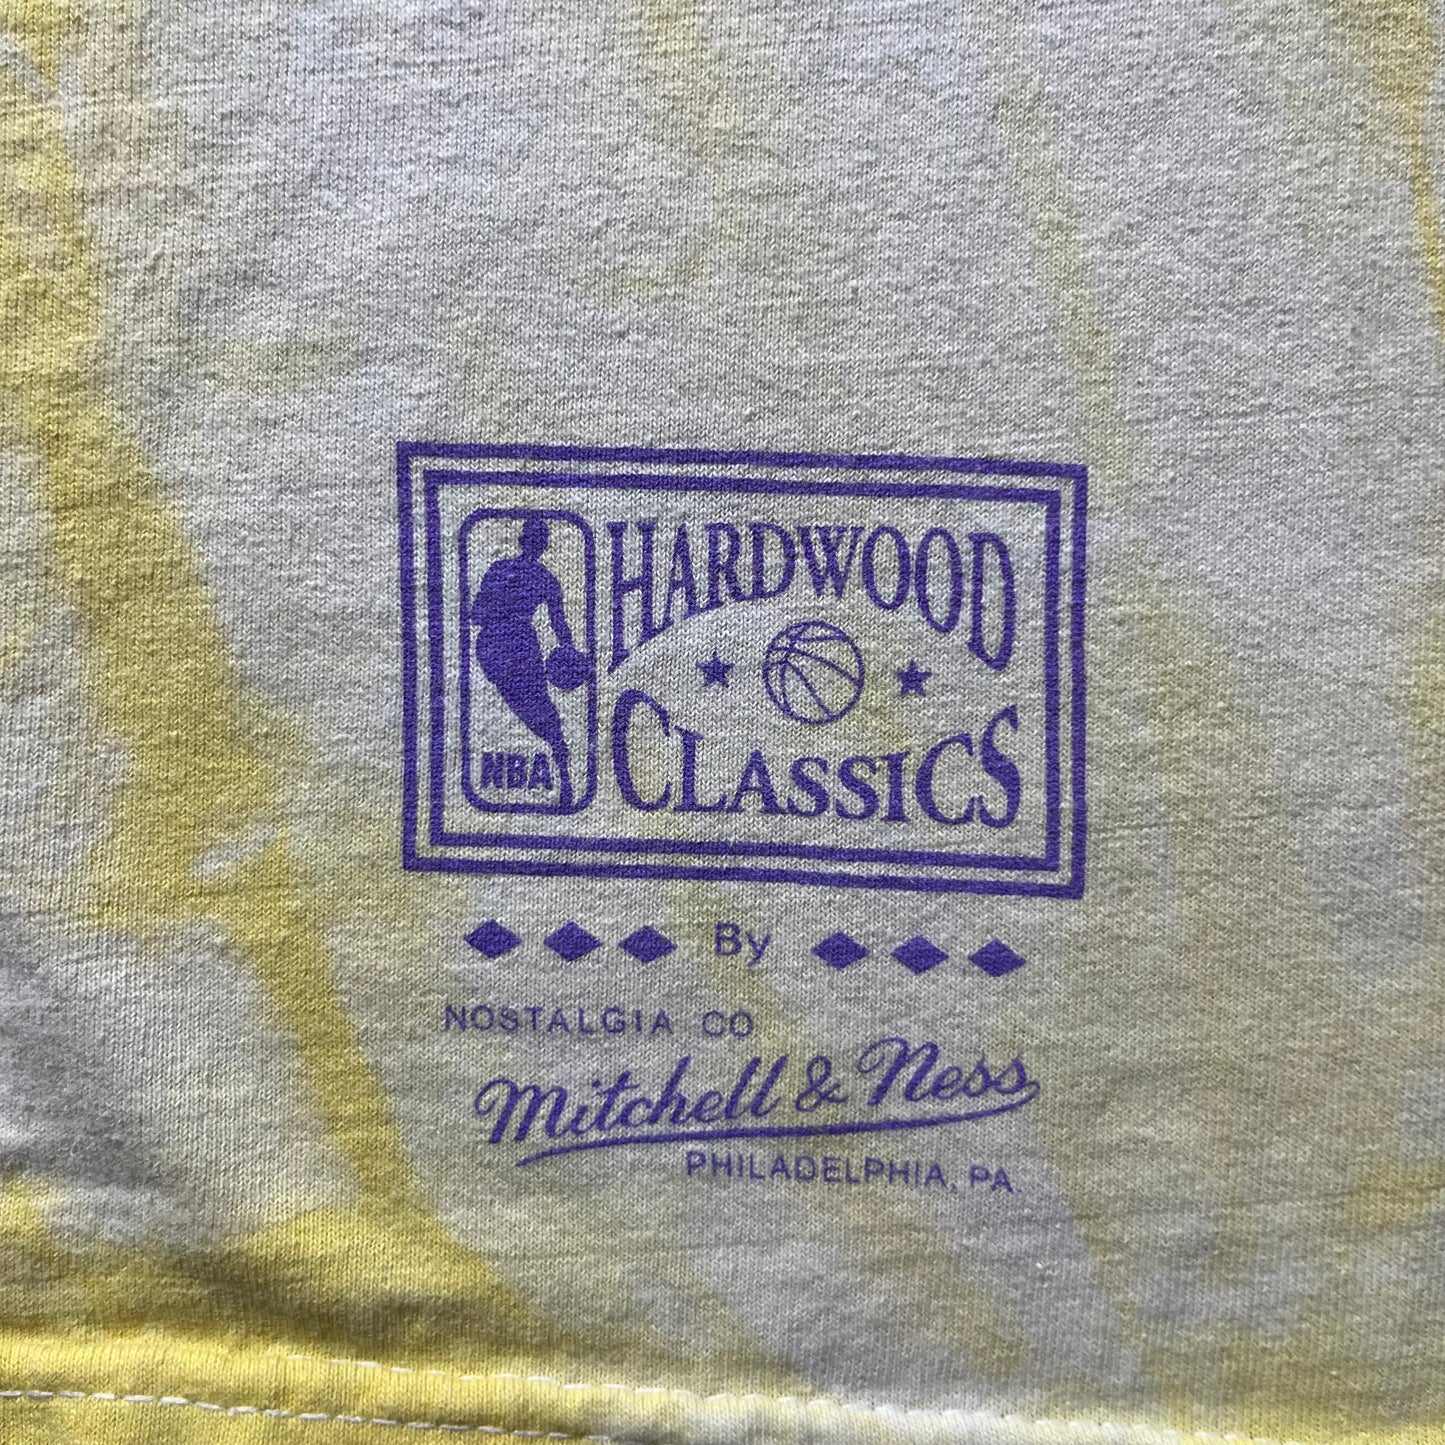 HARDWOOD
CLASSICS
NBA
By
NOSTALGIA CO
Mitchell & Ness
PHILADELPHIA, PA.